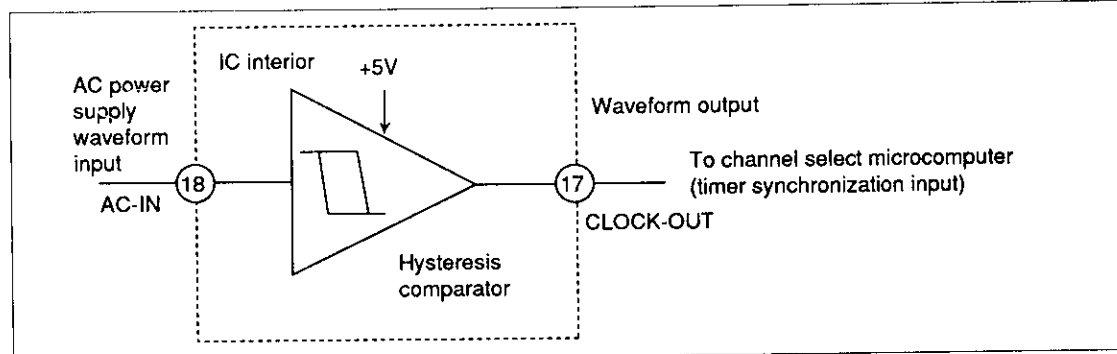 IC interior
+5V
AC power
supply
waveform
input
Waveform output
18
17
To channel select microcomputer
(timer synchronization input)
AC-IN
CLOCK-OUT
Hysteresis
comparator